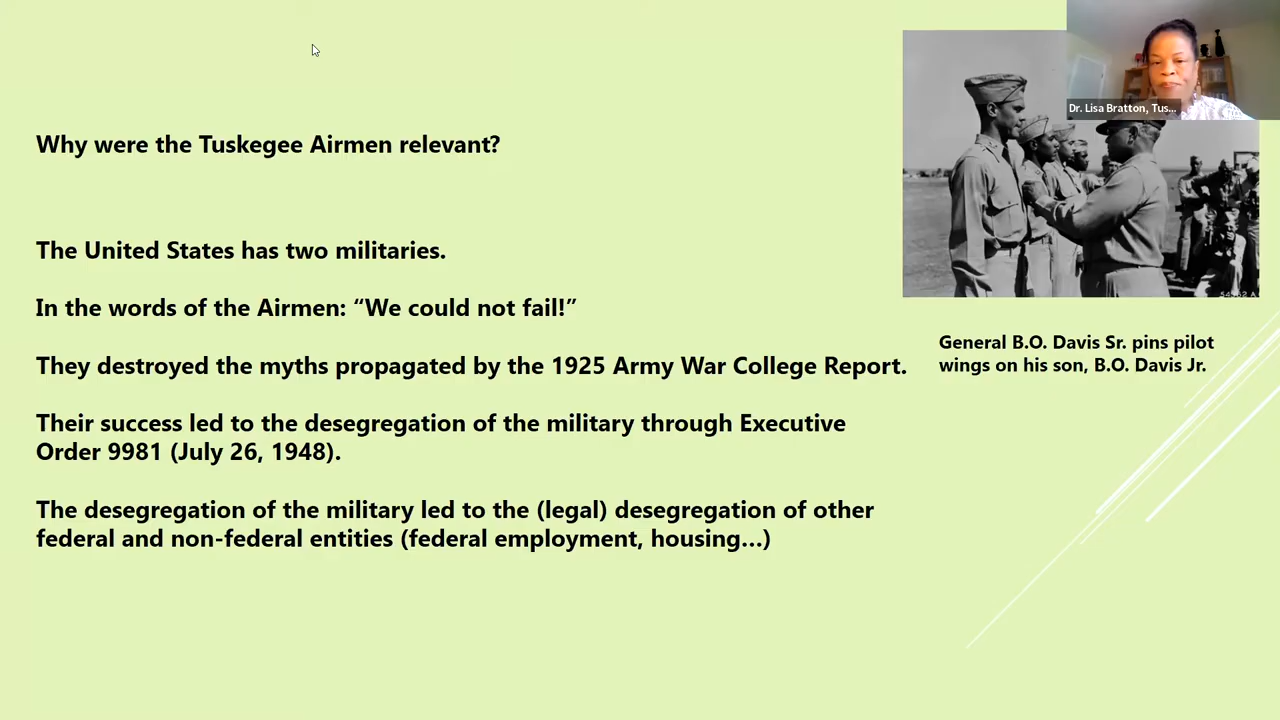 Dr. Lisa Bratton, Tus...
Why were the Tuskegee Airmen relevant?
The United States has two militaries.
In the words of the Airmen: “We could not fail!”
They destroyed the myths propagated by the 1925 Army War College Report.
Their success led to the desegregation of the military through Executive
Order 9981 (July 26, 1948).
The desegregation of the military led to the (legal) desegregation of other
federal and non-federal entities (federal employment, housing...)
General B.O. Davis Sr. pins pilot
wings on his son, B.O. Davis Jr.